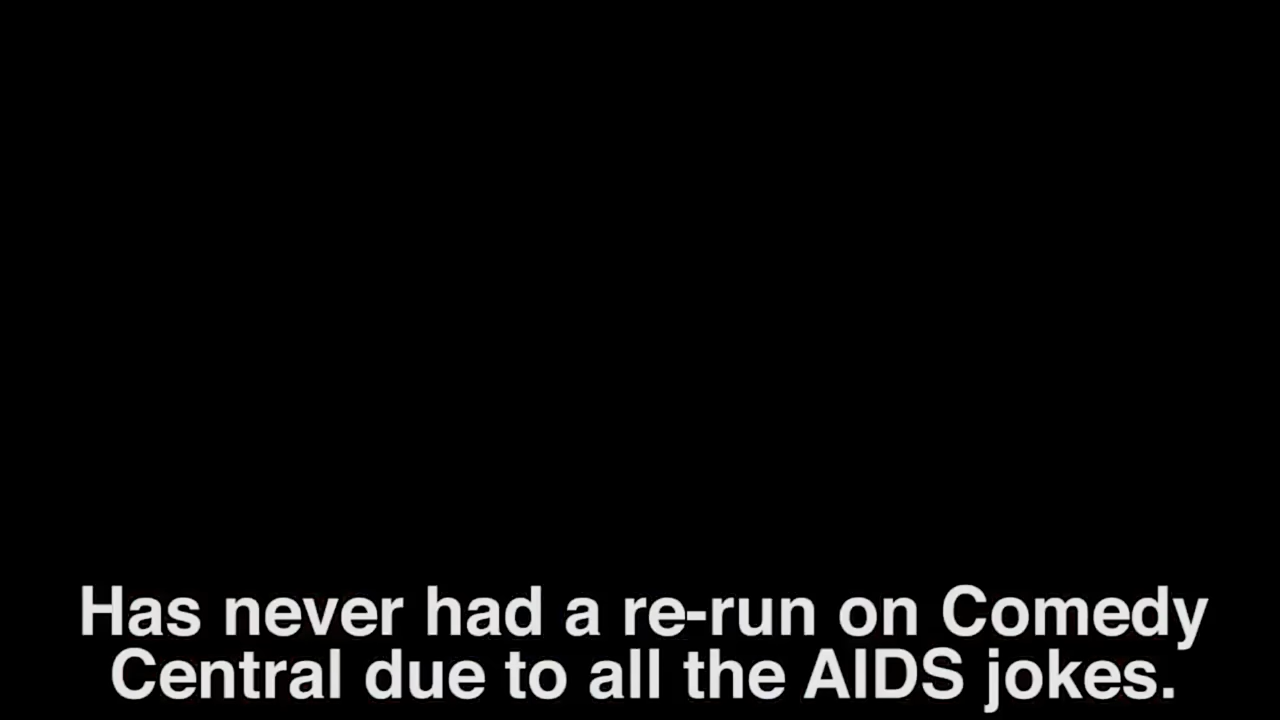 Has never had a re-run on Comedy
Central due to all the AIDS jokes.